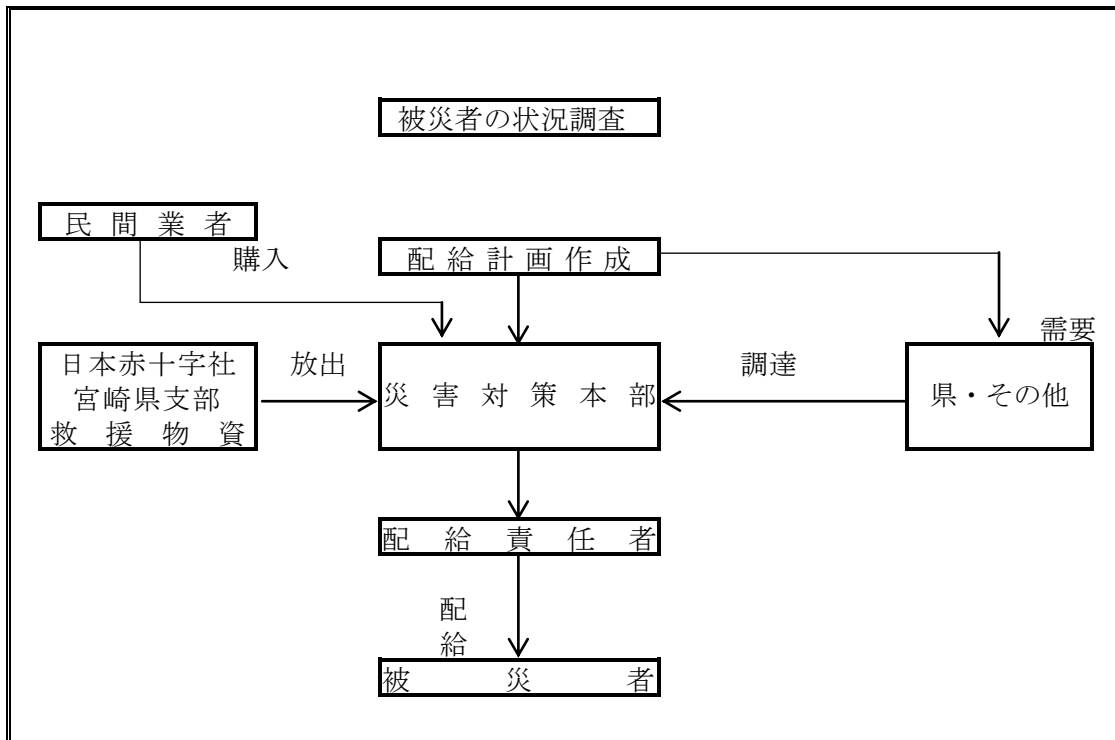 被災者の状況調査
民間業者
購入
配給計画作成
需要
日本赤十字社
宮崎県支部
救援物資
放出
災害対策本部
調達
県・その他
配給責任者
配
給
被災者